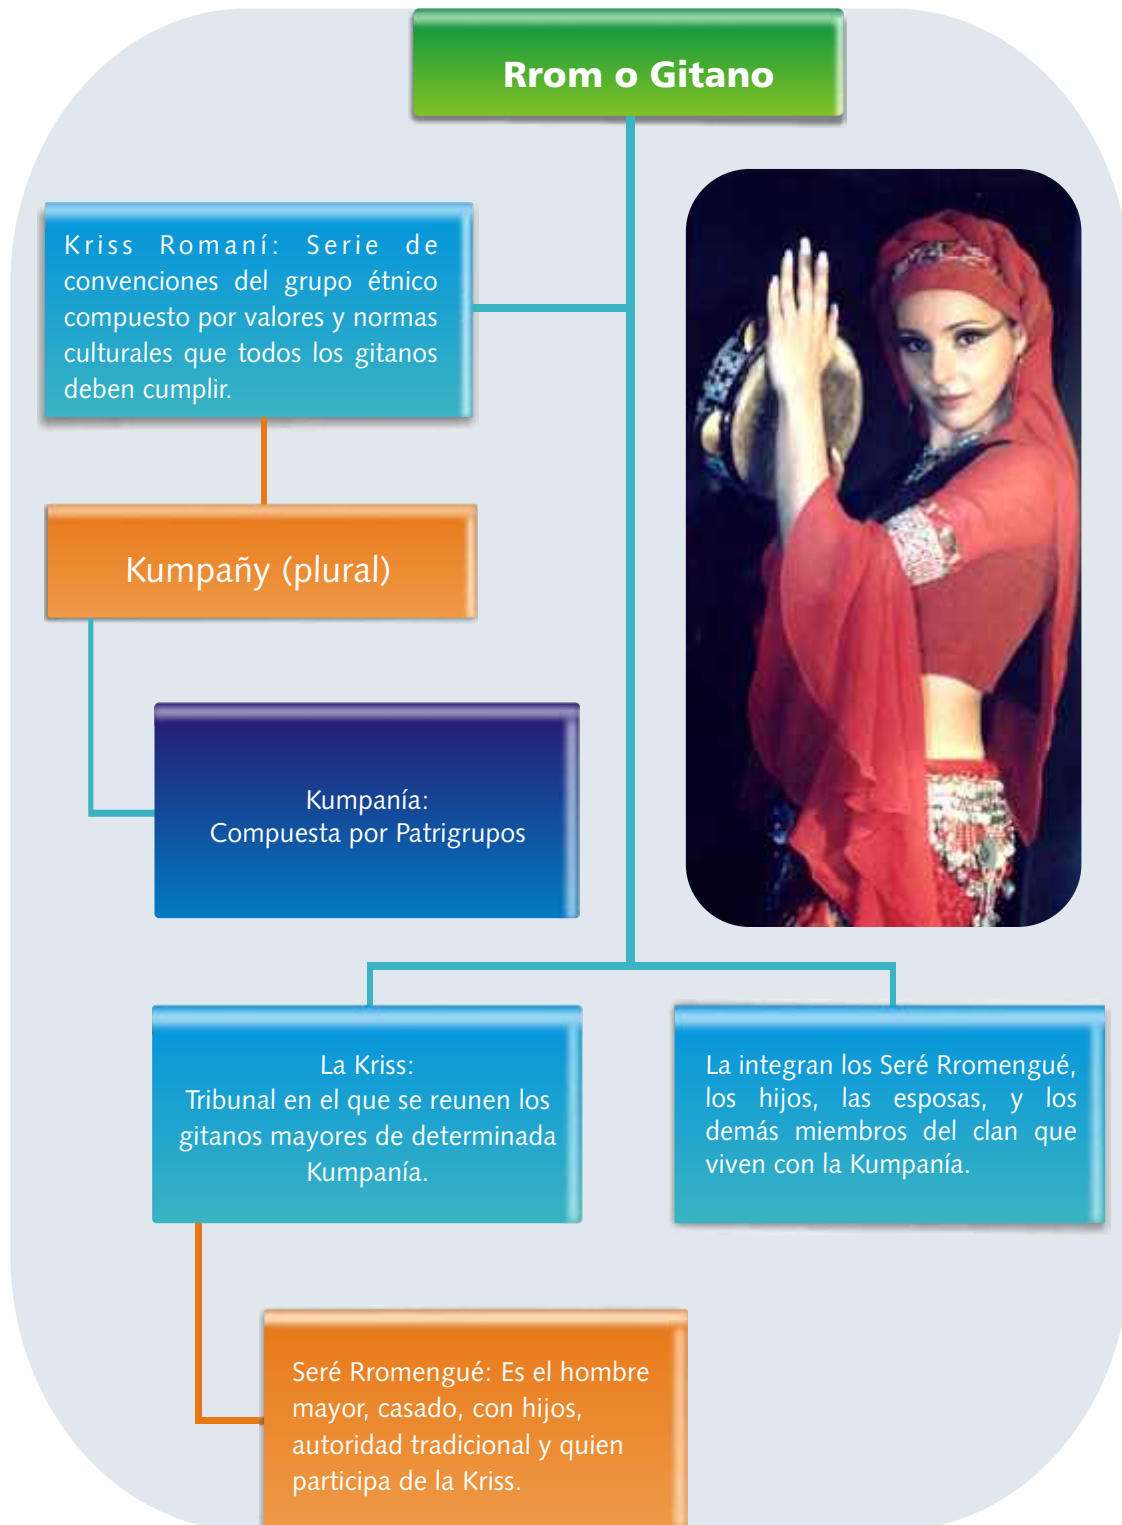 Rrom o Gitano
Kriss Romaní: Serie de
convenciones del grupo étnico
compuesto por valores y normas
culturales que todos los gitanos
deben cumplir.
Kumpañy (plural)
Kumpanía:
Compuesta por Patrigrupos
La Kriss:
Tribunal en el que se reunen los
gitanos mayores de determinada
Kumpanía.
La integran los Seré Rromengué,
los hijos, las esposas, y los
demás miembros del clan que
viven con la Kumpanía.
Seré Rromengué: Es el hombre
mayor, casado, con hijos,
autoridad tradicional y quien
participa de la Kriss.